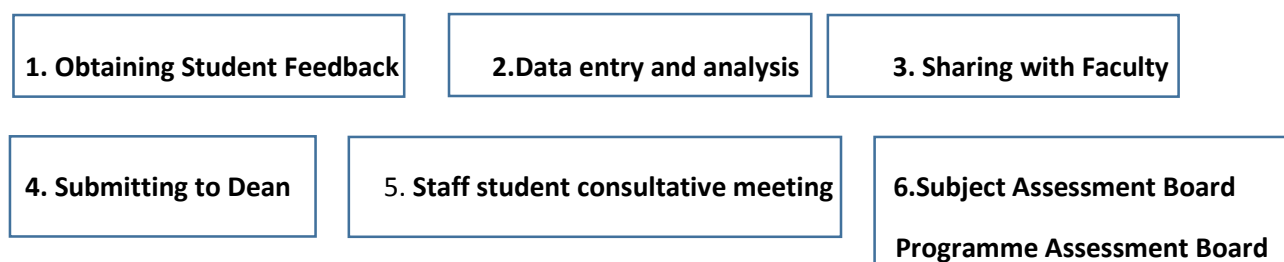 1. Obtaining Student Feedback
2.Data entry and analysis
3. Sharing with Faculty
4. Submitting to Dean
5. Staff student consultative meeting
6.Subject Assessment Board
Programme Assessment Board